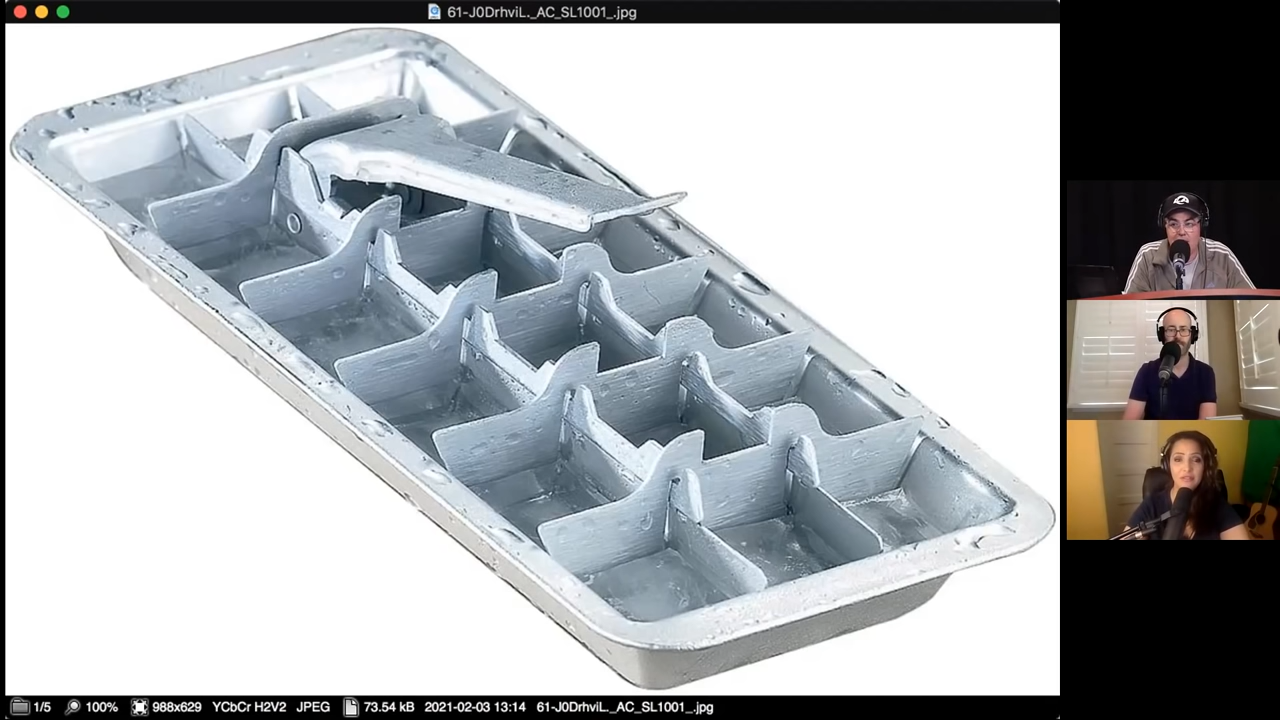 61-J0DrhviL._AC_SL1001_.jpg
1/5 100% 988x629 YCbCr H2V2 JPEG 73.54 kB 2021-02-03 13:14 61-J0DrhviL._AC_SL1001_.jpg